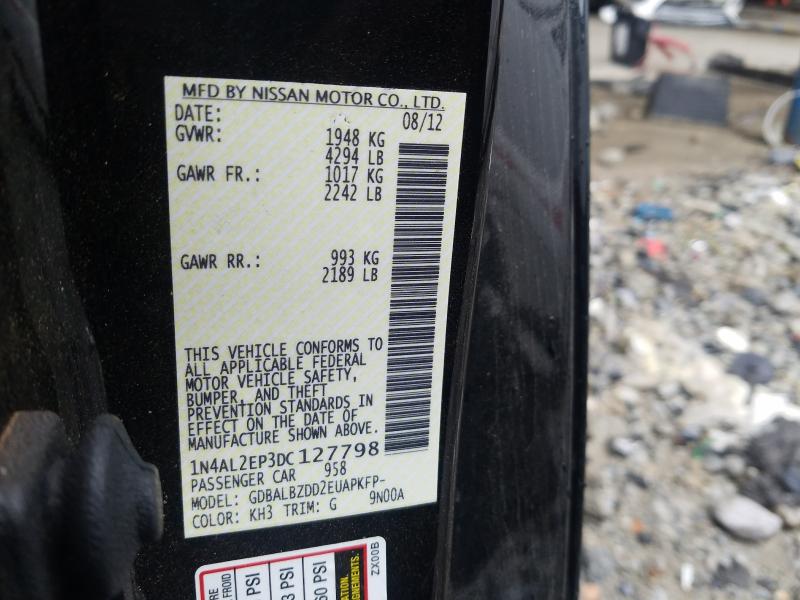 MFD BY NISSAN MOTOR CO., LTD.
DATE: 08/12
GVWR: 1948 KG
4294 LB
GAWR FR.: 1017 KG
2242 LB
GAWR RR.: 993 KG
2189 LB
THIS VEHICLE CONFORMS TO
ALL APPLICABLE FEDERAL
MOTOR VEHICLE SAFETY,
BUMPER, AND THEFT
PREVENTION STANDARDS IN
EFFECT ON THE DATE OF
MANUFACTURE SHOWN ABOVE.
1N4AL2EP3DC127798
PASSENGER CAR 958
MODEL: GDBALBZDD2EUAPKFP-
9N00A
COLOR: KH3 TRIM: G
ZX00B
PSI
PSI
60 PSI